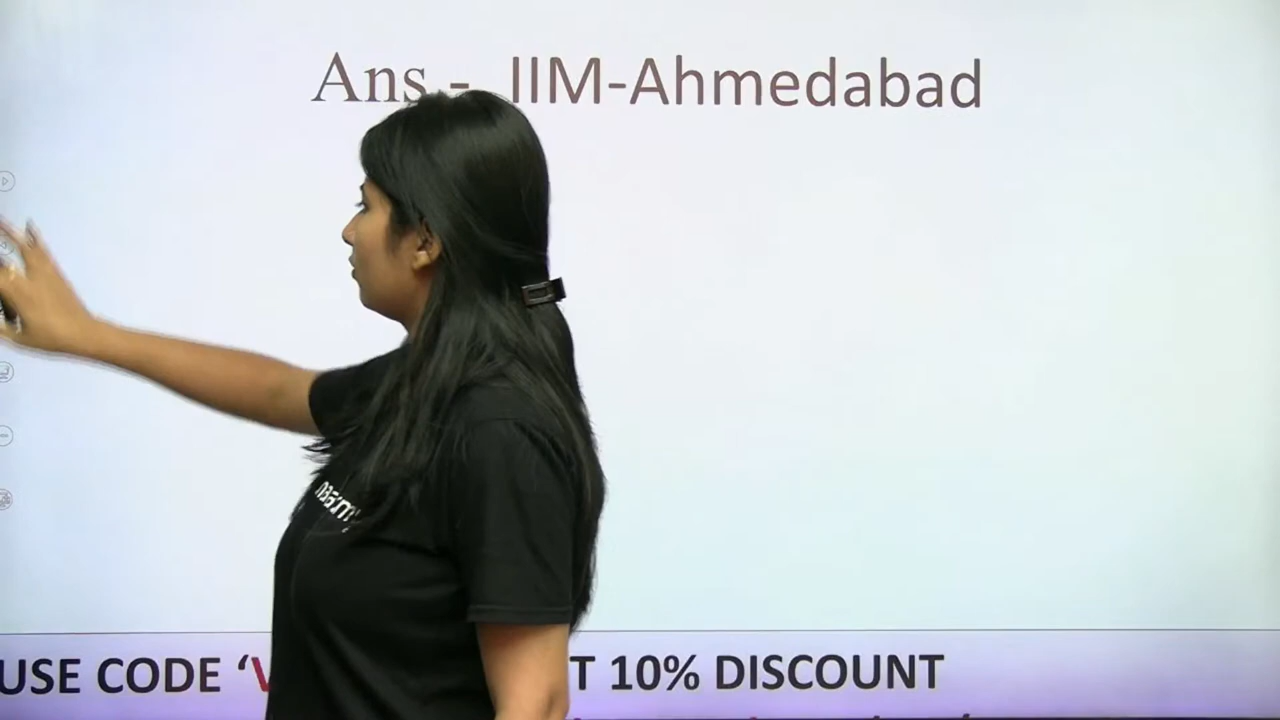 Ans - IIM-Ahmedabad
USE CODE ‘ T 10% DISCOUNT